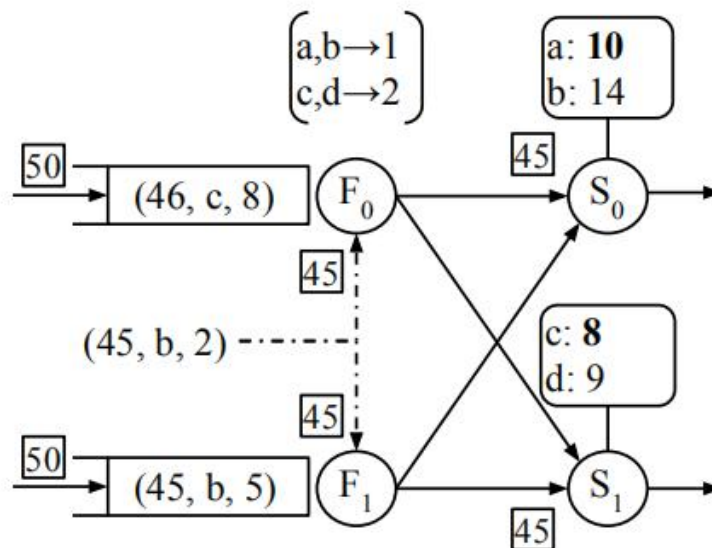 a,b→1
c,d→2
a: 10
b: 14
50
45
(46, c, 8)
F0
S0
45
(45, b, 2)
c: 8
d: 9
45
50
(45, b, 5)
F1
S1
45